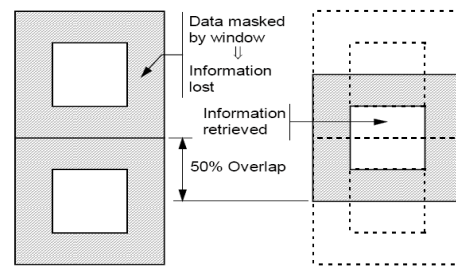 Data masked
by window
⇓
Information
lost
Information
retrieved
50% Overlap